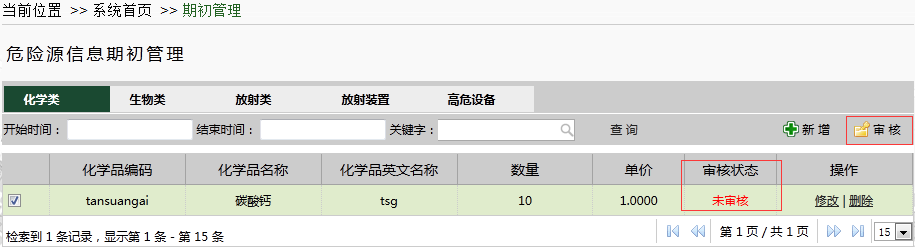 当前位置 >> 系统首页 >> 期初管理
危险源信息期初管理
化学类 生物类 放射类 放射装置 高危设备
开始时间： 结束时间： 关键字： 查 询 新 增 审 核
化学品编码 化学品名称 化学品英文名称 数量 单价 审核状态 操作
tansuangai 碳酸钙 tsg 10 1.0000 未审核 修改 | 删除
检索到 1 条记录，显示第 1 条 - 第 15 条 第 1 页 / 共 1 页 15